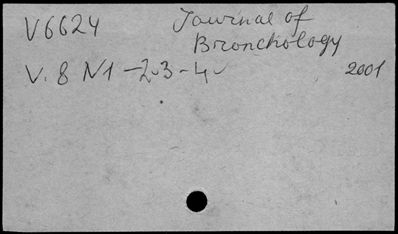 V6624 Journal of
Bronchology
V. 8 N1-2-3-4 2001